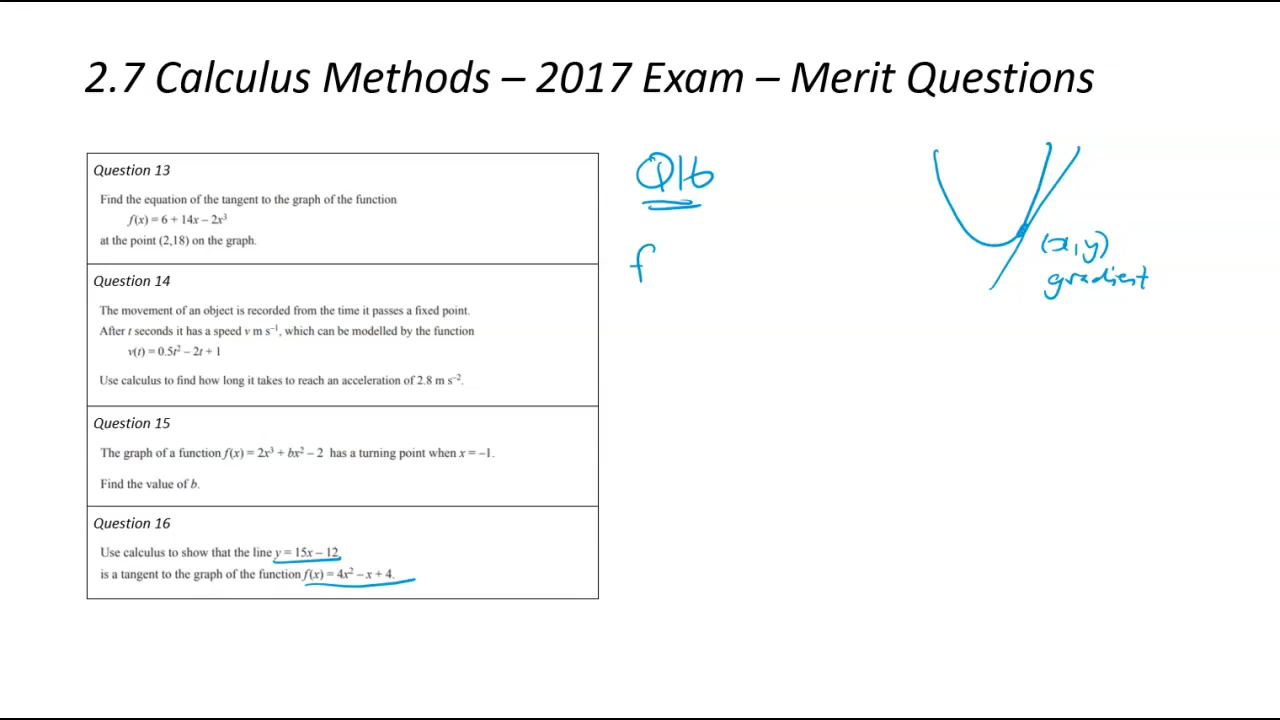 2.7 Calculus Methods – 2017 Exam – Merit Questions
Question 13
Find the equation of the tangent to the graph of the function
f(x) = 6 + 14x – 2x³
at the point (2,18) on the graph.
Question 14
The movement of an object is recorded from the time it passes a fixed point.
After t seconds it has a speed v m s⁻¹, which can be modelled by the function
v(t) = 0.5t² – 2t + 1
Use calculus to find how long it takes to reach an acceleration of 2.8 m s⁻².
Question 15
The graph of a function f(x) = 2x³ + bx² – 2 has a turning point when x = –1.
Find the value of b.
Question 16
Use calculus to show that the line y = 15x – 12
is a tangent to the graph of the function f(x) = 4x² – x + 4.
Q16
f
(x,y)
gradient